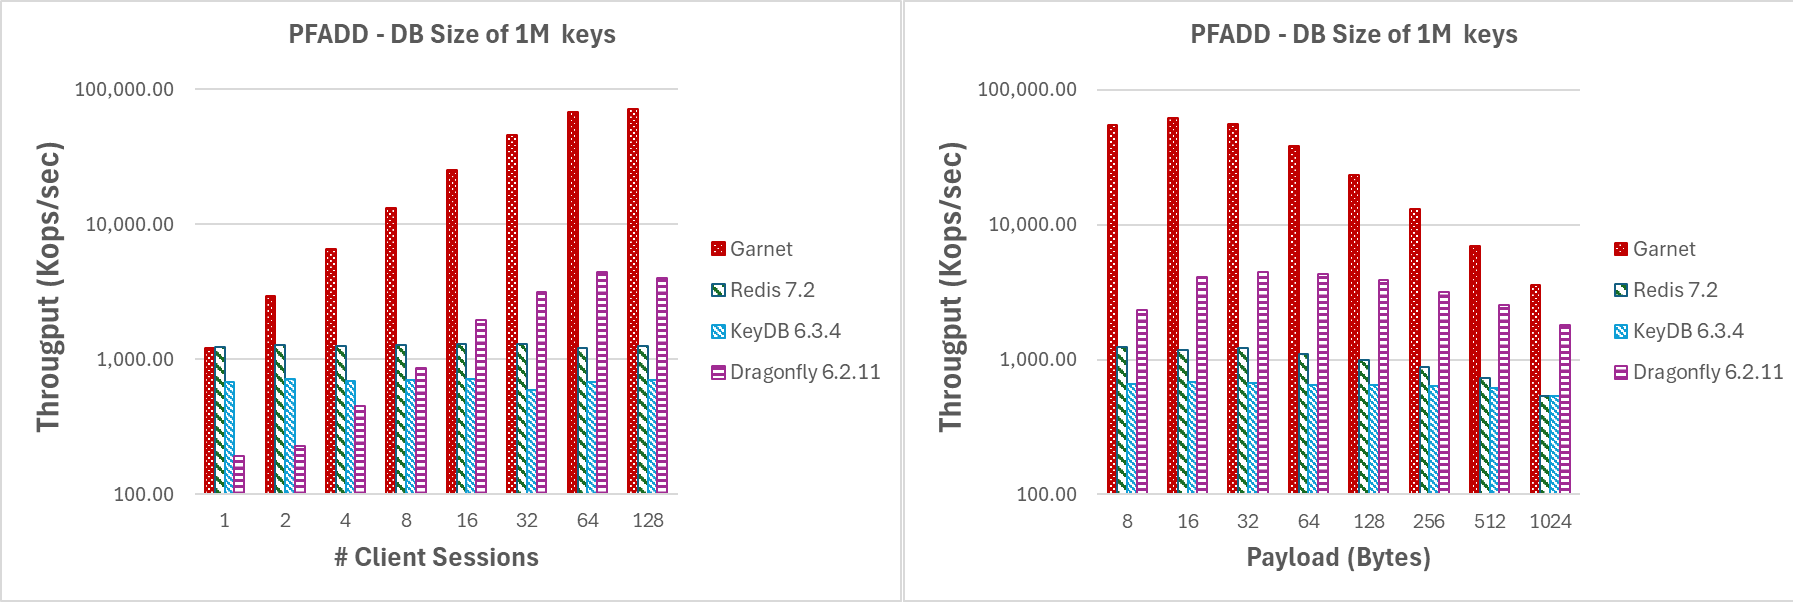 PFADD - DB Size of 1M  keys
Througput (Kops/sec)
100,000.00
10,000.00
1,000.00
100.00
1 2 4 8 16 32 64 128
# Client Sessions
Garnet
Redis 7.2
KeyDB 6.3.4
Dragonfly 6.2.11
PFADD - DB Size of 1M  keys
Througput (Kops/sec)
100,000.00
10,000.00
1,000.00
100.00
8 16 32 64 128 256 512 1024
Payload (Bytes)
Garnet
Redis 7.2
KeyDB 6.3.4
Dragonfly 6.2.11